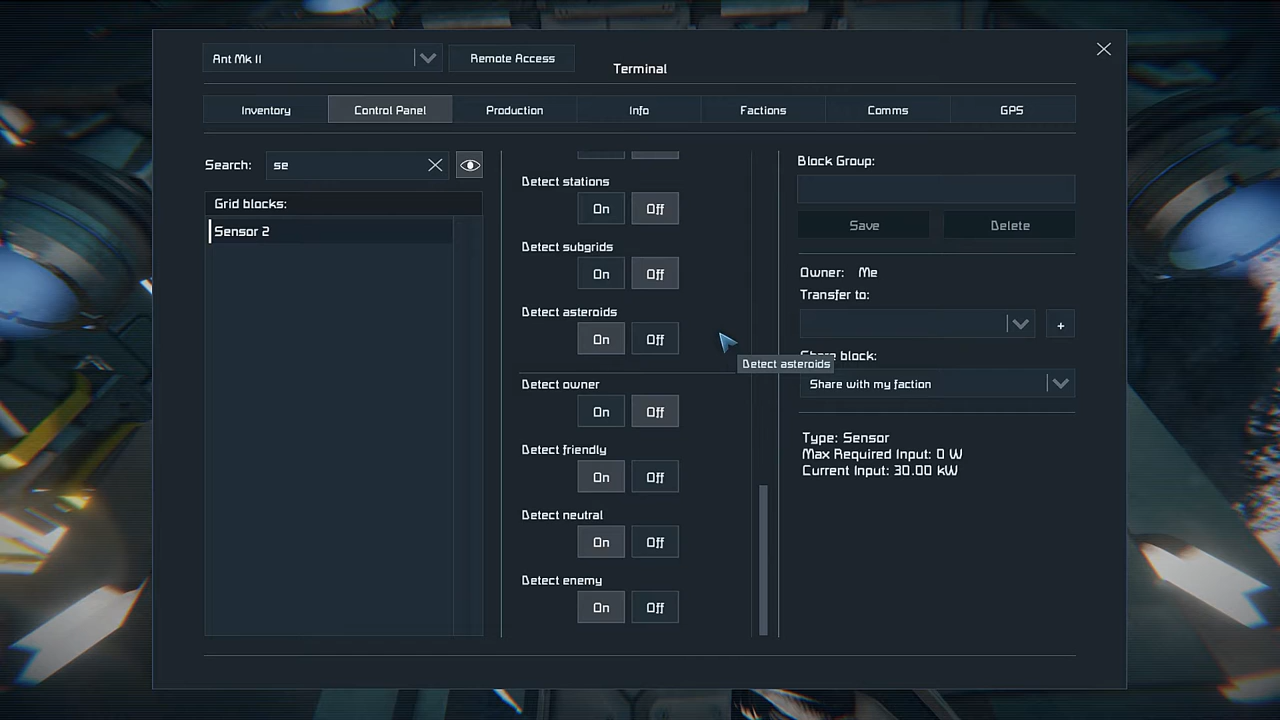 Ant Mk II
Remote Access
Terminal
Inventory
Control Panel
Production
Info
Factions
Comms
GPS
Search:
se
Grid blocks:
Sensor 2
Detect stations
On
Off
Detect subgrids
On
Off
Detect asteroids
On
Off
Detect asteroids
Detect owner
On
Off
Detect friendly
On
Off
Detect neutral
On
Off
Detect enemy
On
Off
Block Group:
Save
Delete
Owner: Me
Transfer to:
+
Share block:
Share with my faction
Type: Sensor
Max Required Input: 0 W
Current Input: 30.00 kW